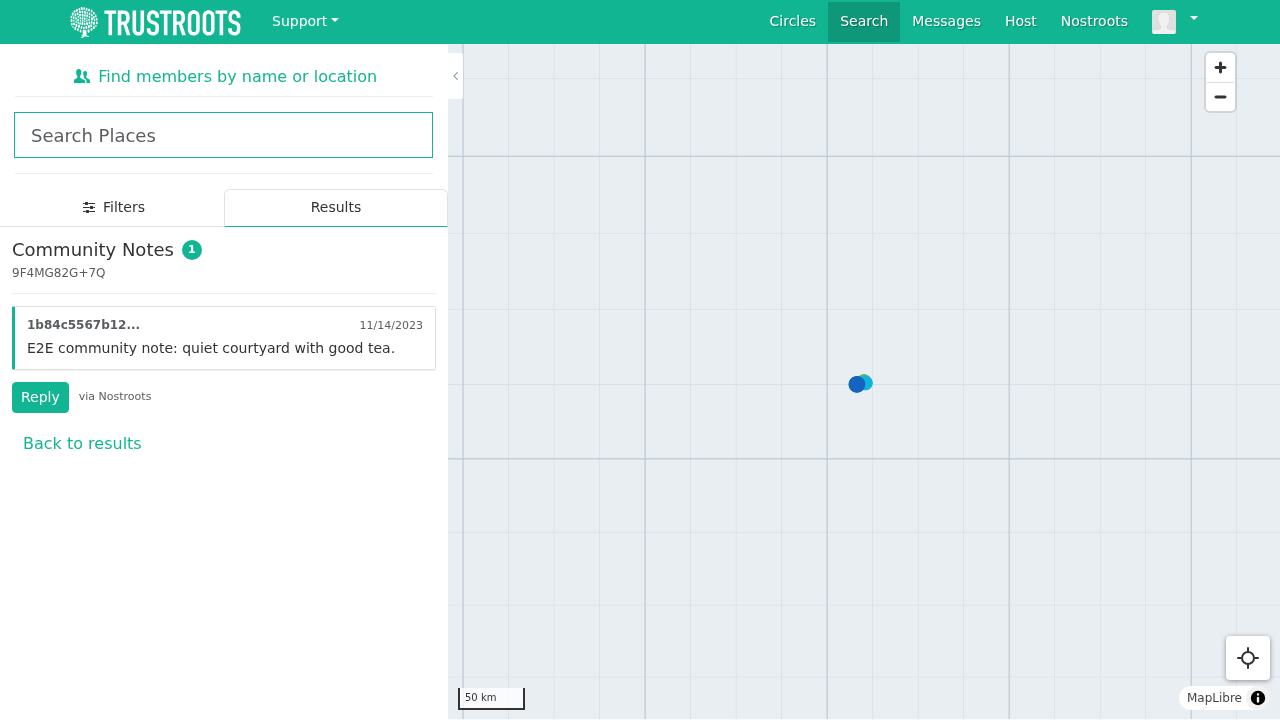 TRUSTROOTS
Support
Circles
Search
Messages
Host
Nostroots
Find members by name or location
Search Places
Filters
Results
Community Notes 1
9F4MG82G+7Q
1b84c5567b12... 11/14/2023
E2E community note: quiet courtyard with good tea.
Reply via Nostroots
Back to results
50 km
MapLibre